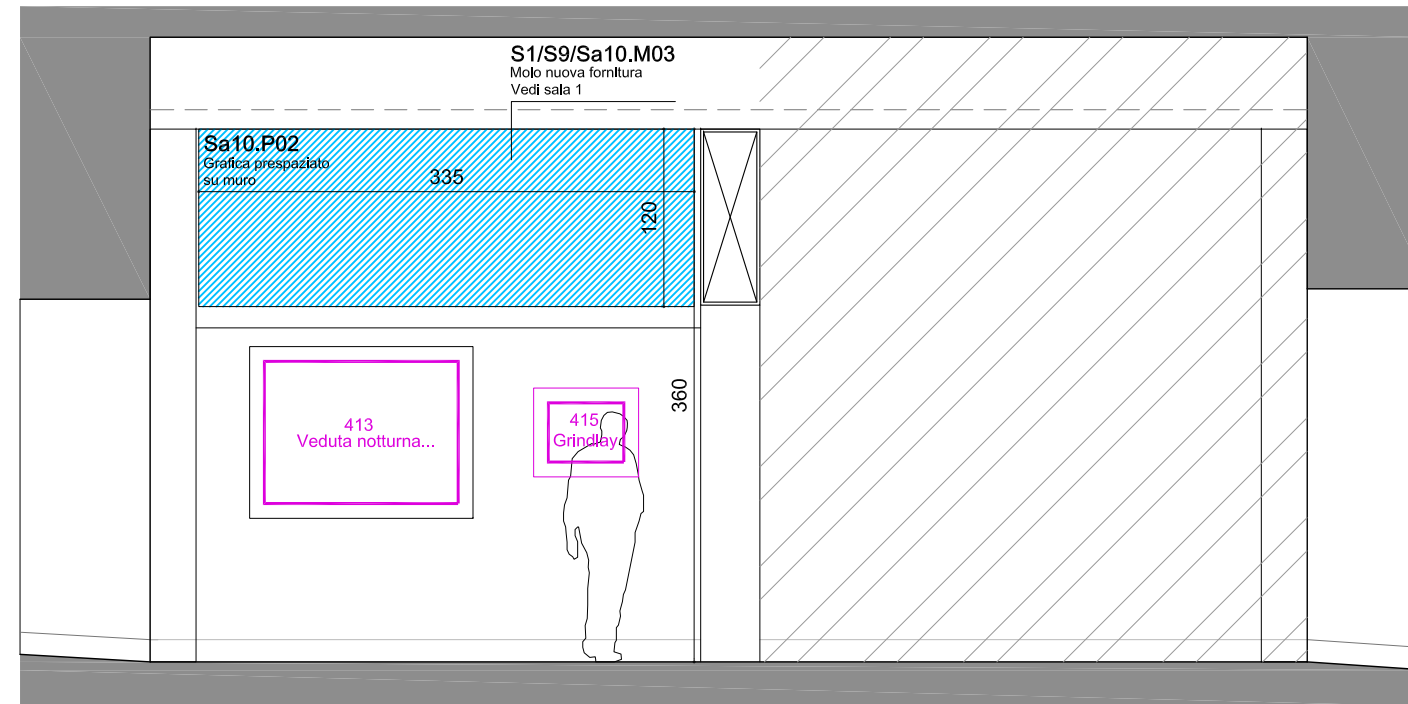 S1/S9/Sa10.M03
Molo nuova fornitura
Vedi sala 1
Sa10.P02
Grafica prespaziato
su muro
335
120
360
413
Veduta notturna...
415
Grindlay